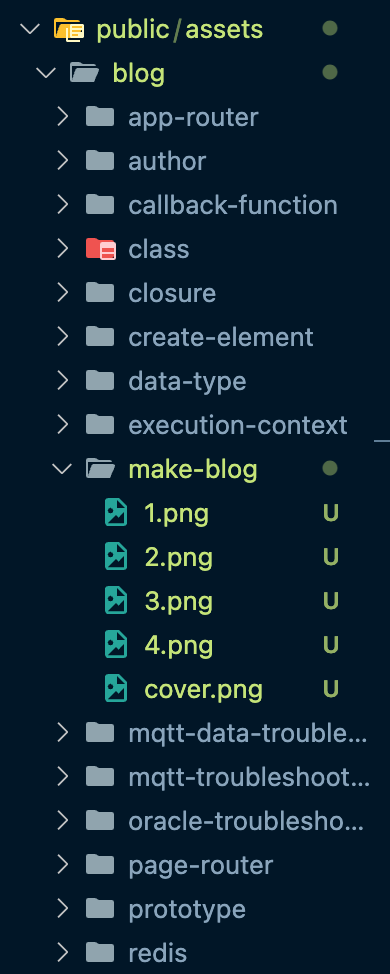 public/assets
blog
app-router
author
callback-function
class
closure
create-element
data-type
execution-context
make-blog
1.png U
2.png U
3.png U
4.png U
cover.png U
mqtt-data-trouble...
mqtt-troubleshoot...
oracle-troublesho...
page-router
prototype
redis